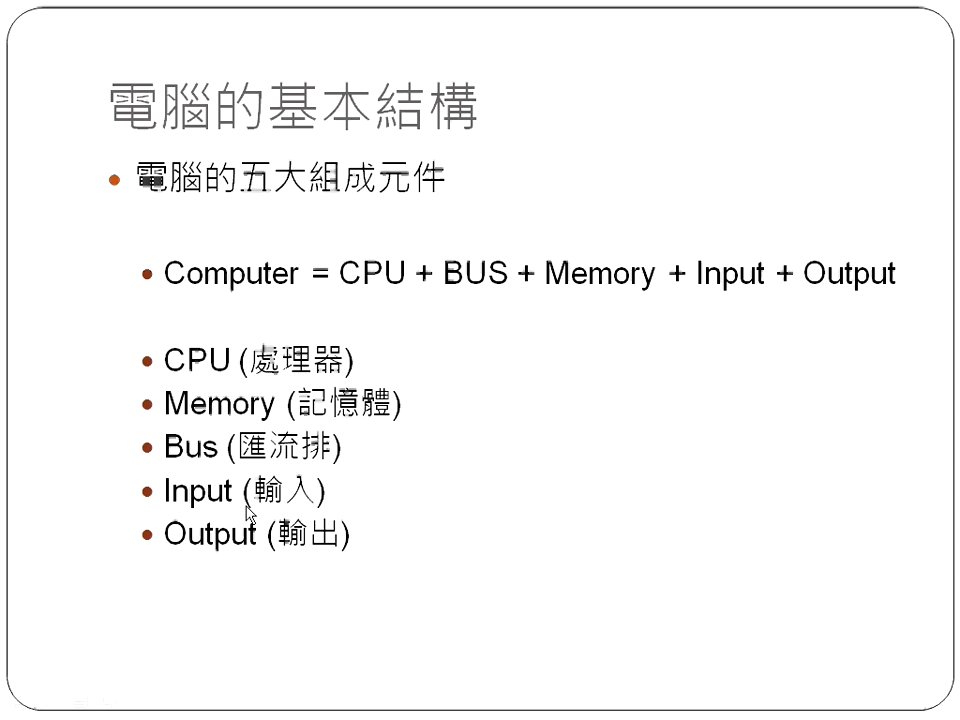 電腦的基本結構
電腦的五大組成元件
Computer = CPU + BUS + Memory + Input + Output
CPU (處理器)
Memory (記憶體)
Bus (匯流排)
Input (輸入)
Output (輸出)